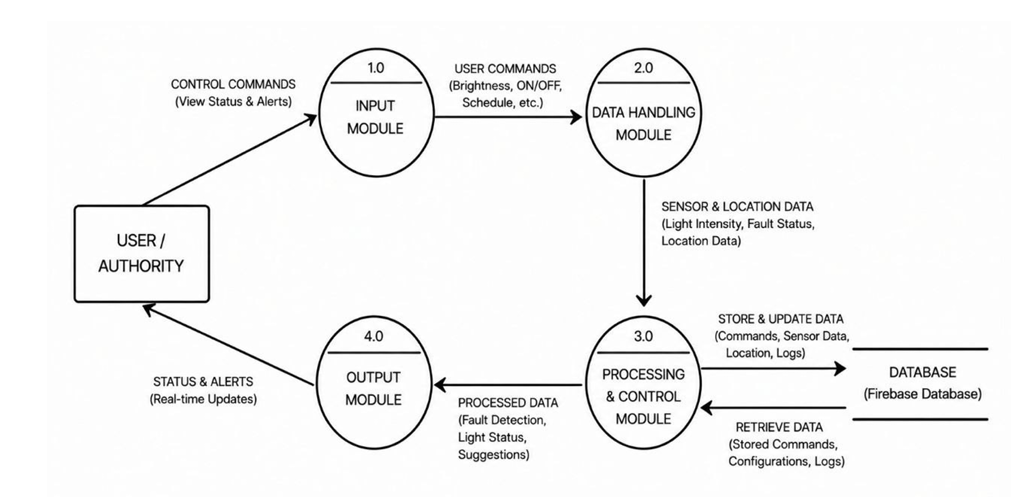 CONTROL COMMANDS
(View Status & Alerts)
1.0
INPUT
MODULE
USER COMMANDS
(Brightness, ON/OFF,
Schedule, etc.)
2.0
DATA HANDLING
MODULE
SENSOR & LOCATION DATA
(Light Intensity, Fault Status,
Location Data)
USER /
AUTHORITY
3.0
PROCESSING
& CONTROL
MODULE
STORE & UPDATE DATA
(Commands, Sensor Data,
Location, Logs)
DATABASE
(Firebase Database)
RETRIEVE DATA
(Stored Commands,
Configurations, Logs)
PROCESSED DATA
(Fault Detection,
Light Status,
Suggestions)
4.0
OUTPUT
MODULE
STATUS & ALERTS
(Real-time Updates)